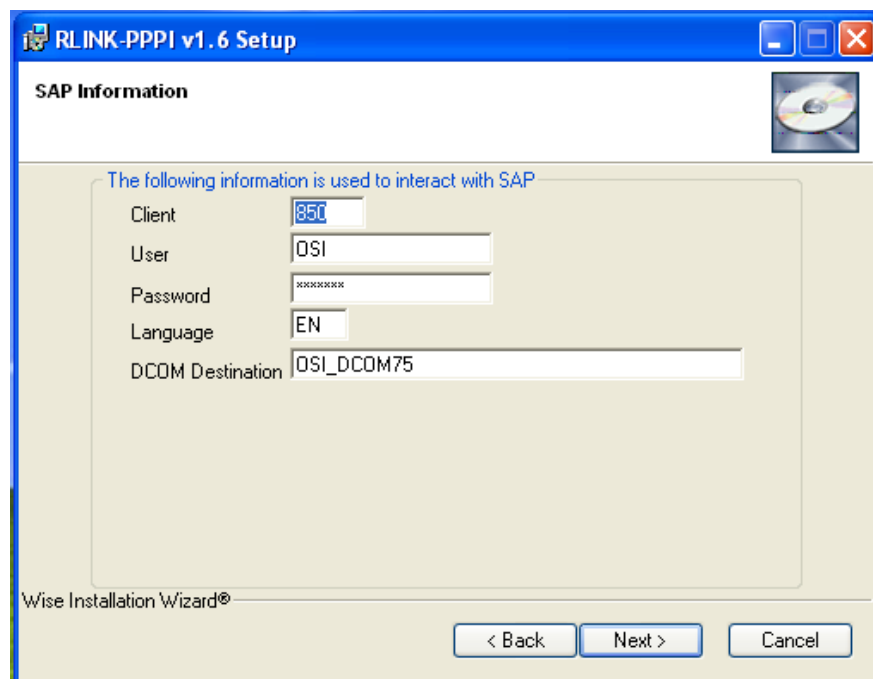 RLINK-PPPI v1.6 Setup
SAP Information
The following information is used to interact with SAP
Client 850
User OSI
Password *******
Language EN
DCOM Destination OSI_DCOM75
Wise Installation Wizard®
< Back Next > Cancel